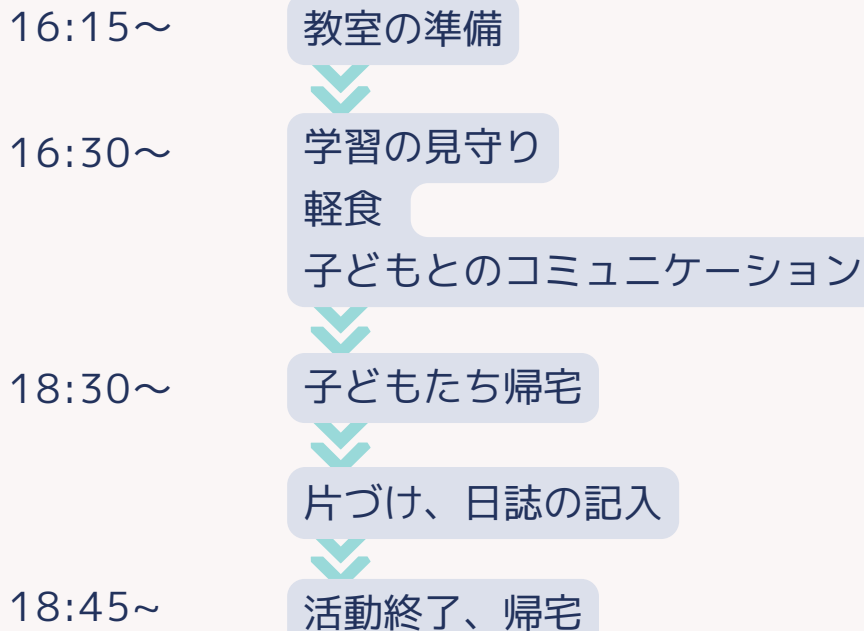 16:15〜 教室の準備
16:30〜 学習の見守り
軽食
子どもとのコミュニケーション
18:30〜 子どもたち帰宅
片づけ、日誌の記入
18:45~ 活動終了、帰宅